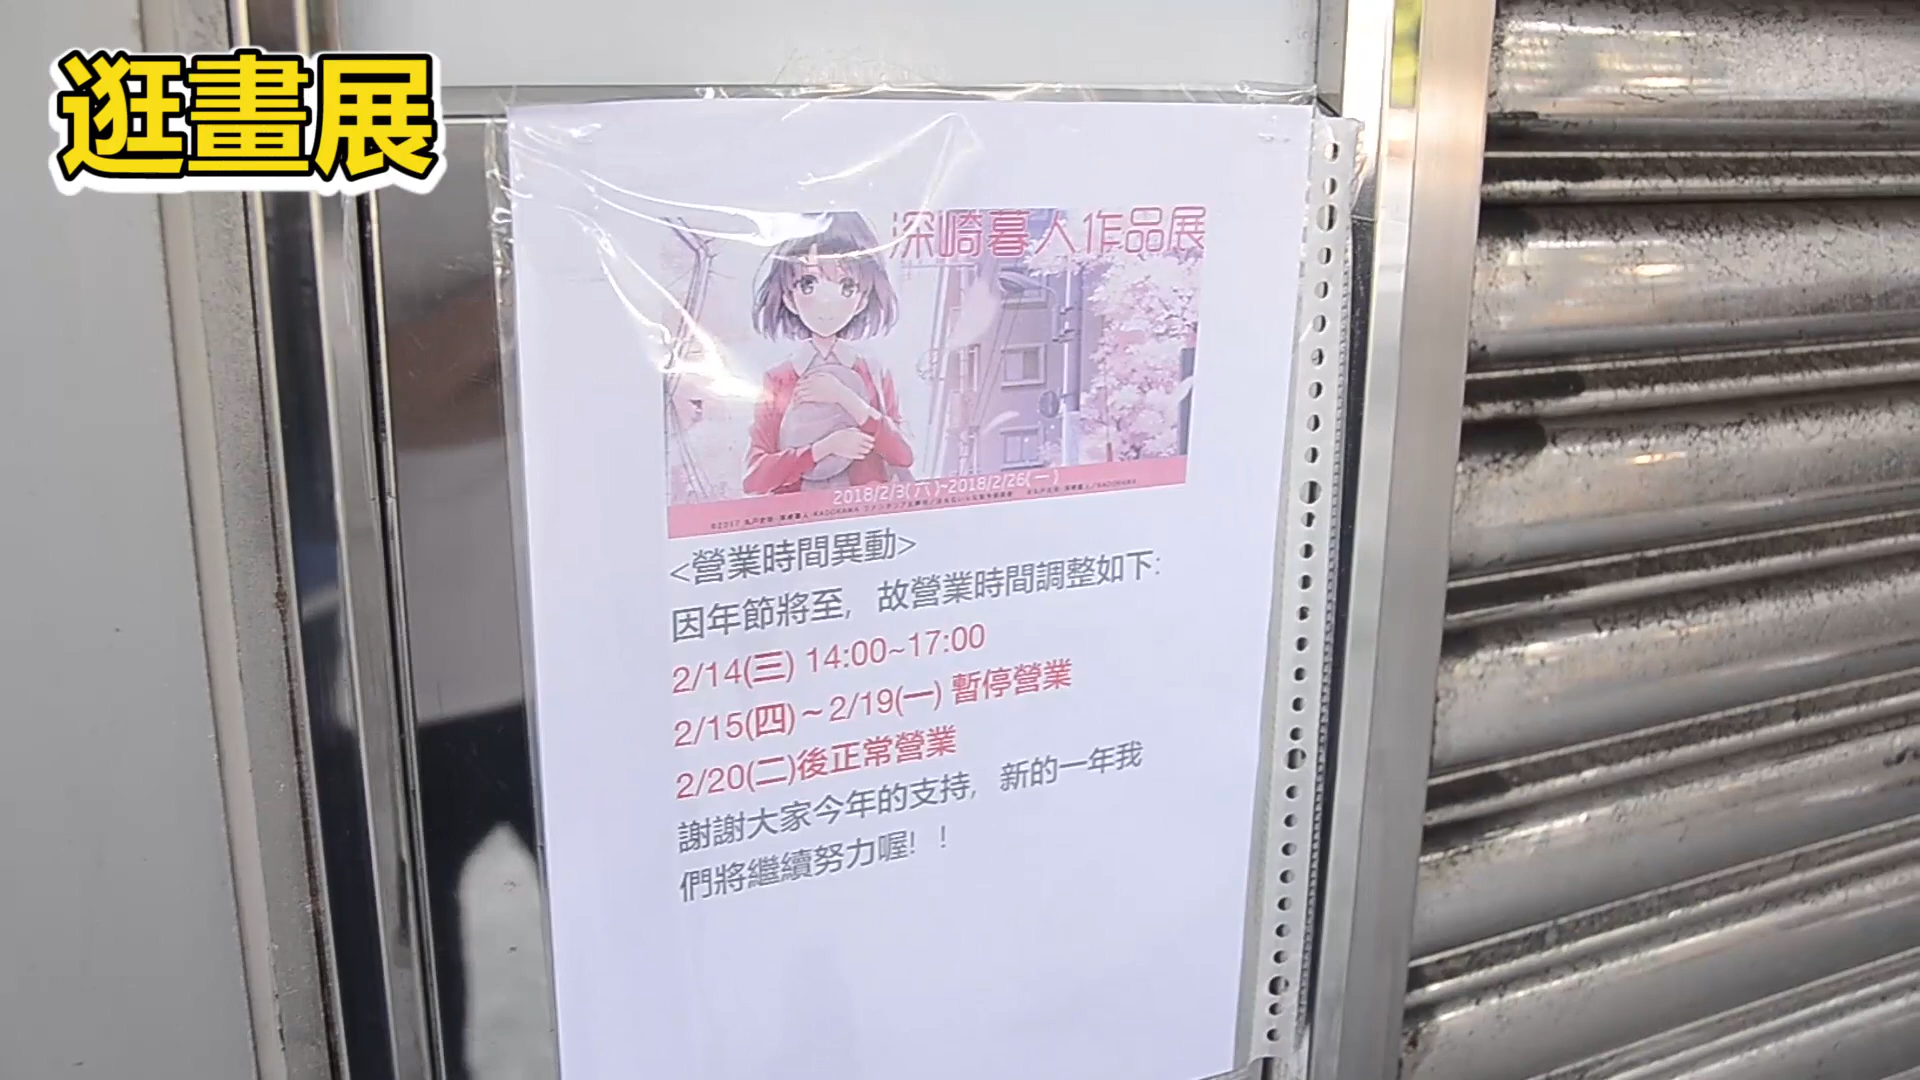 逛畫展
深崎暮人作品展
2018/2/3(六)~2018/2/26(一)
<營業時間異動>
因年節將至, 故營業時間調整如下:
2/14(三) 14:00~17:00
2/15(四) ~ 2/19(一) 暫停營業
2/20(二)後正常營業
謝謝大家今年的支持, 新的一年我
們將繼續努力喔! !